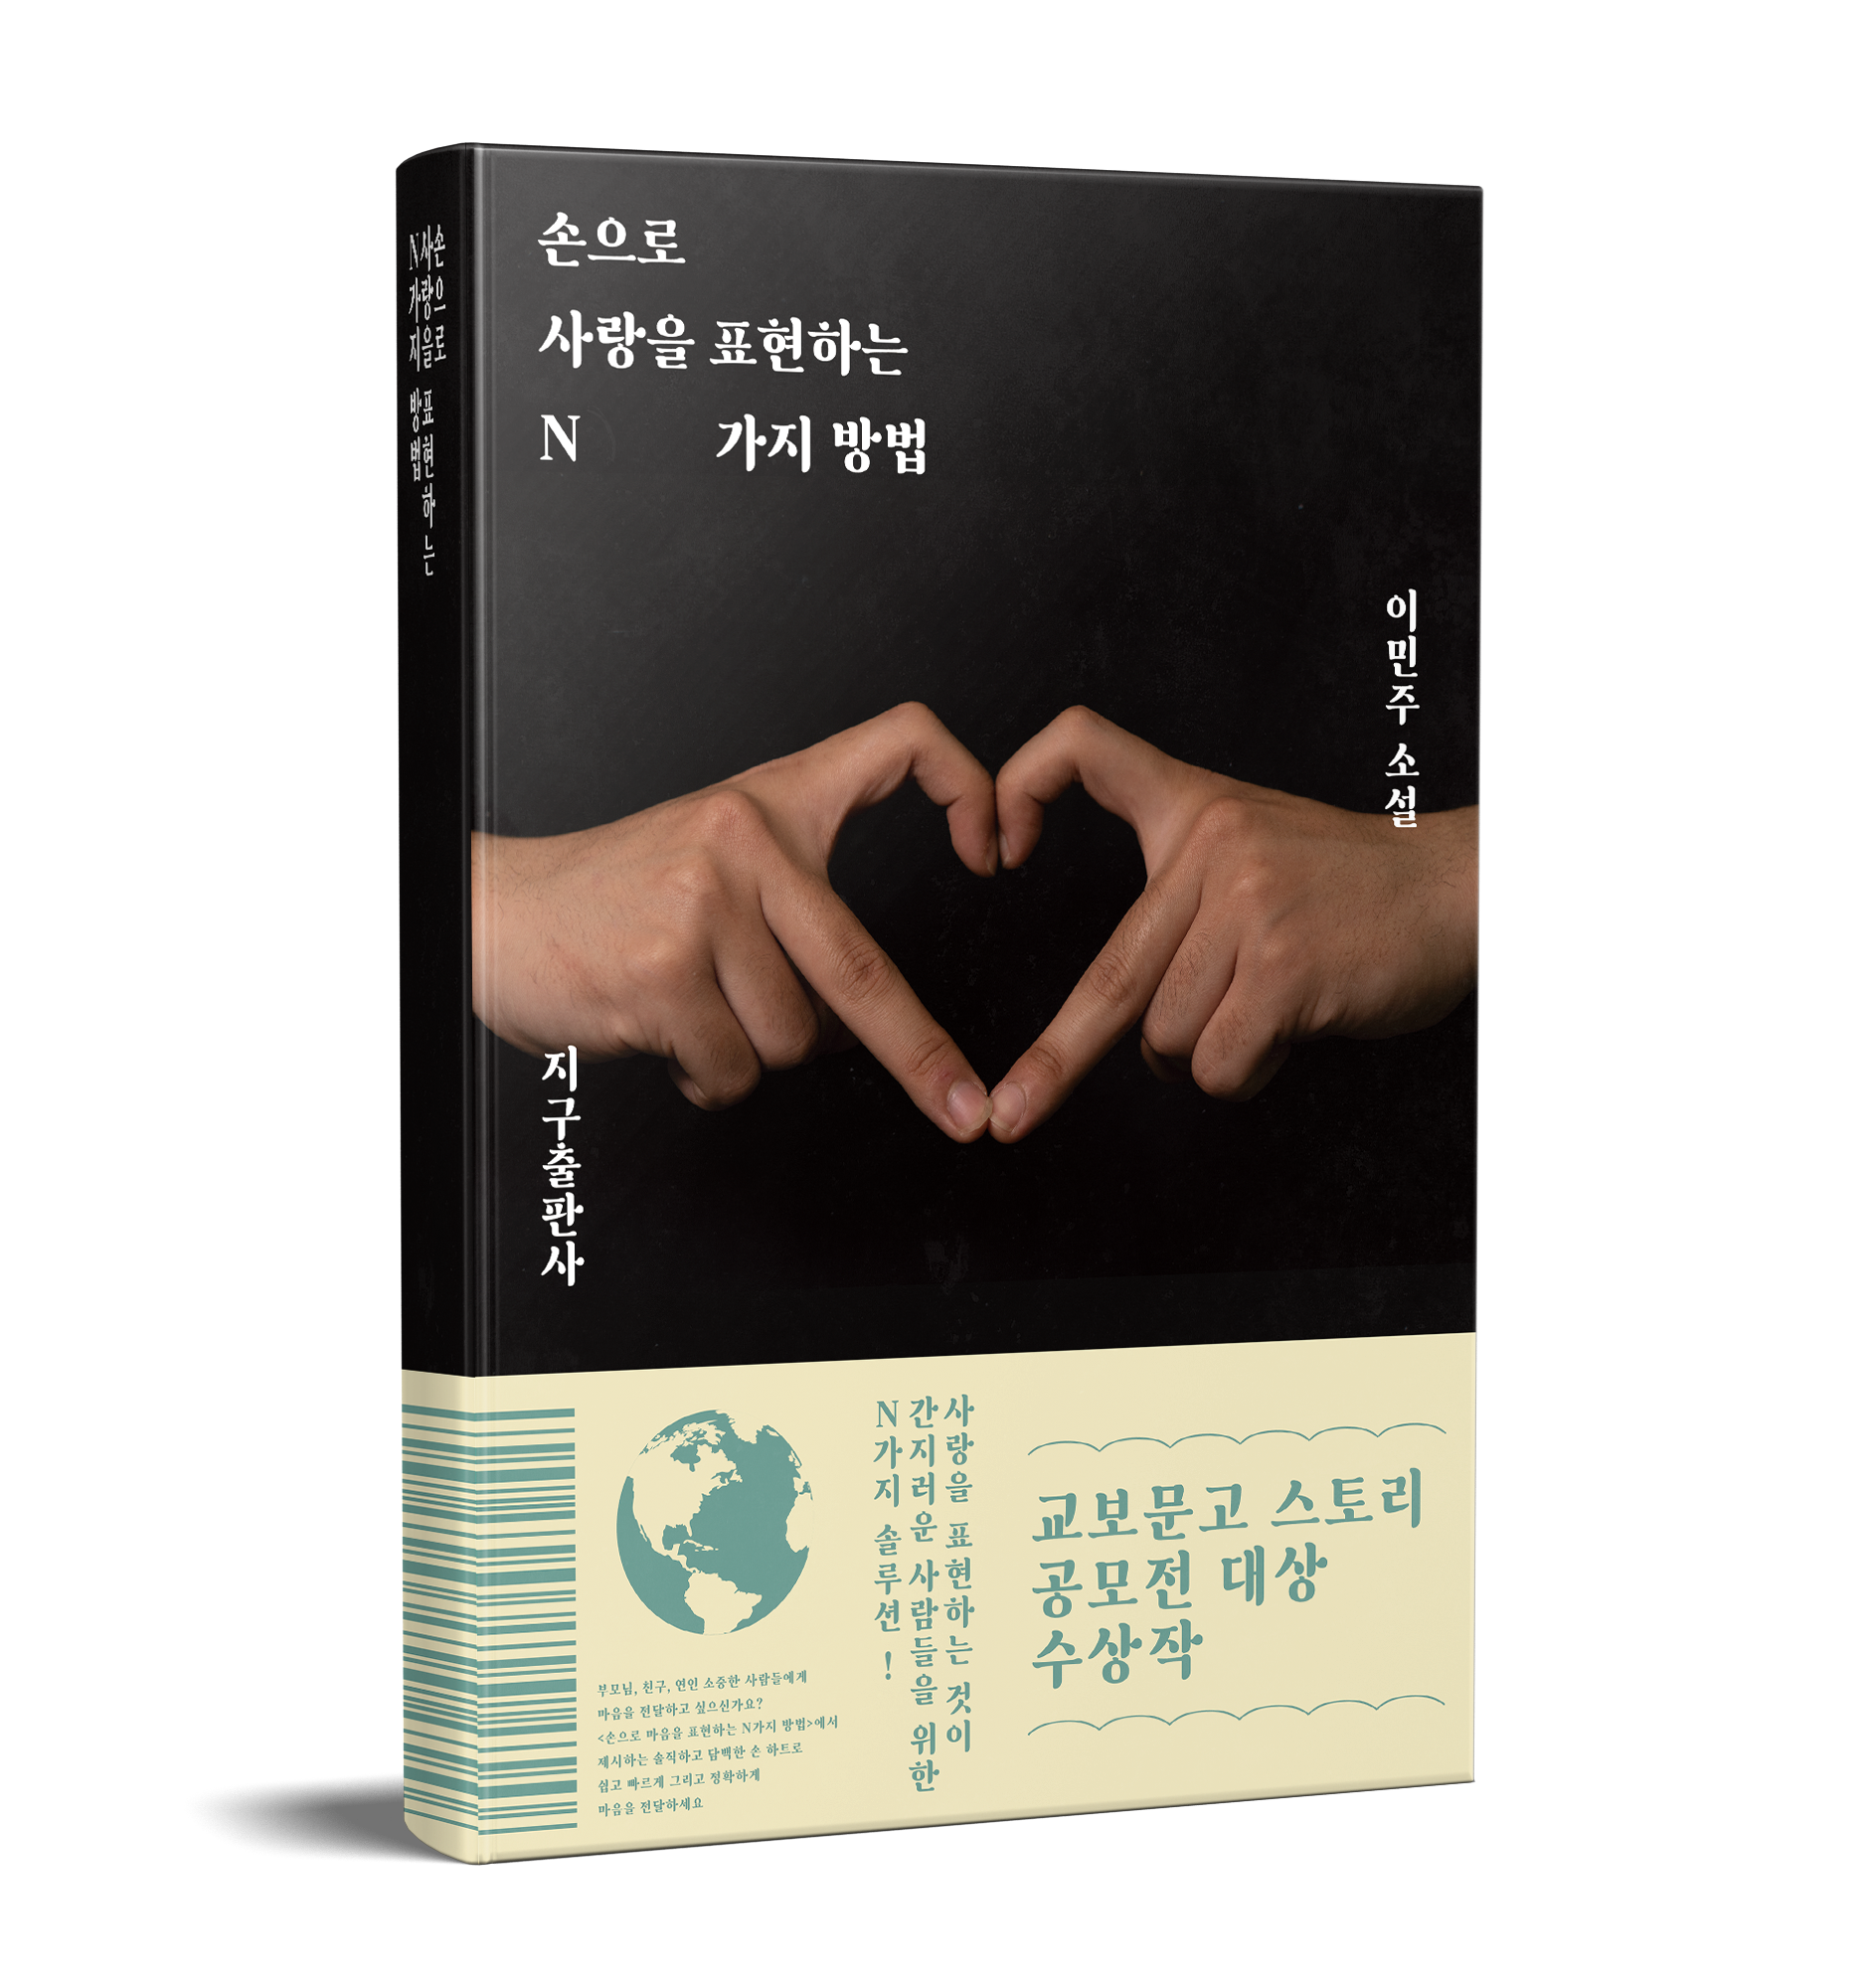 손으로
사랑을 표현하는
N 가지 방법
이민주 소설
지구출판사
손으로
사랑을 표현하는
N가지 방법
사랑을 표현하는 것이
간지러운 사람들을 위한
N가지 솔루션!
교보문고 스토리
공모전 대상
수상작
부모님, 친구, 연인 소중한 사람들에게
마음을 전달하고 싶으신가요?
<손으로 마음을 표현하는 N가지 방법>에서
제시하는 솔직하고 담백한 손 하트로
쉽고 빠르게 그리고 정확하게
마음을 전달하세요